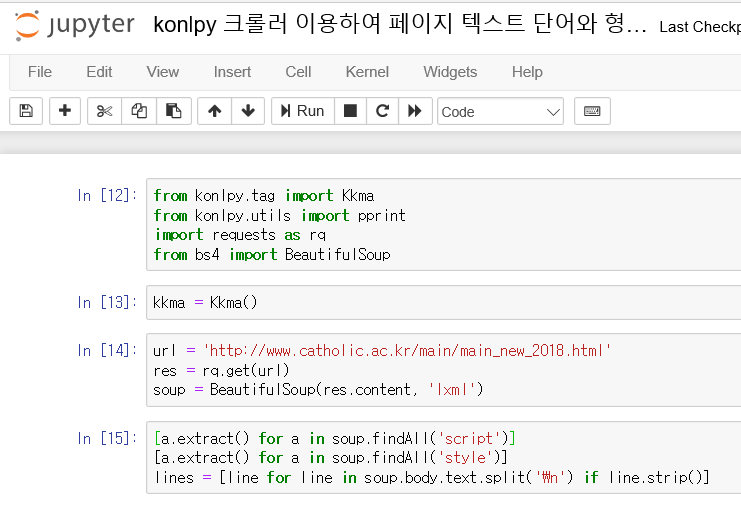 jupyter konlpy 크롤러 이용하여 페이지 텍스트 단어와 형... Last Checkp
File Edit View Insert Cell Kernel Widgets Help
Run Code
In [12]: from konlpy.tag import Kkma
from konlpy.utils import pprint
import requests as rq
from bs4 import BeautifulSoup
In [13]: kkma = Kkma()
In [14]: url = 'http://www.catholic.ac.kr/main/main_new_2018.html'
res = rq.get(url)
soup = BeautifulSoup(res.content, 'lxml')
In [15]: [a.extract() for a in soup.findAll('script')]
[a.extract() for a in soup.findAll('style')]
lines = [line for line in soup.body.text.split('₩n') if line.strip()]